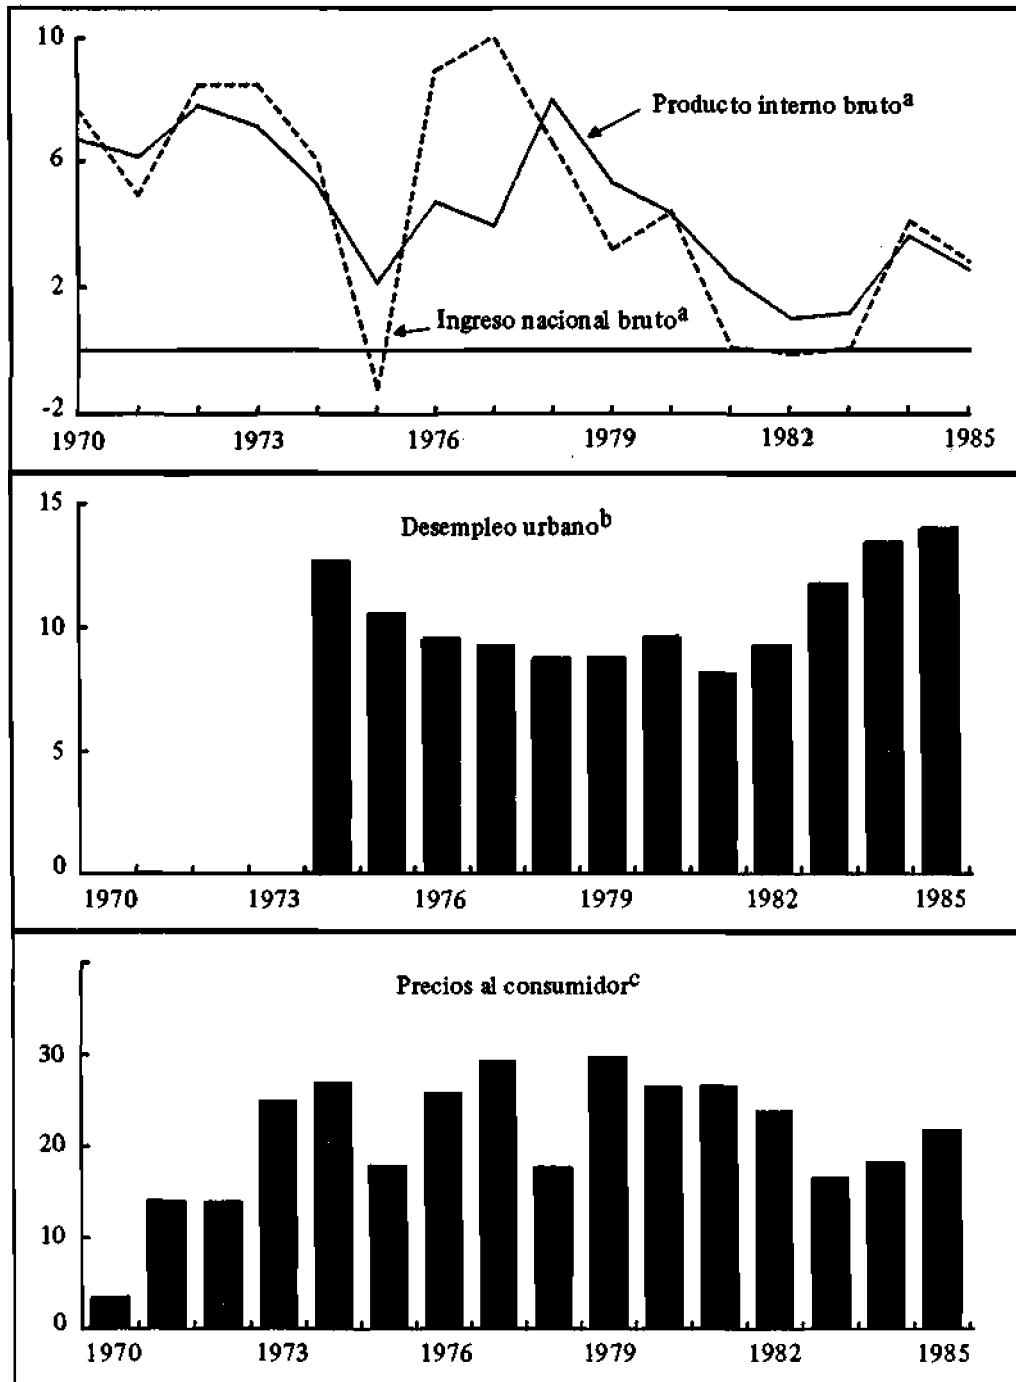 10
Producto interno brutoᵃ
6
2
Ingreso nacional brutoᵃ
-2
1970 1973 1976 1979 1982 1985
15
Desempleo urbanoᵇ
10
5
0
1970 1973 1976 1979 1982 1985
Precios al consumidorᶜ
30
20
10
0
1970 1973 1976 1979 1982 1985